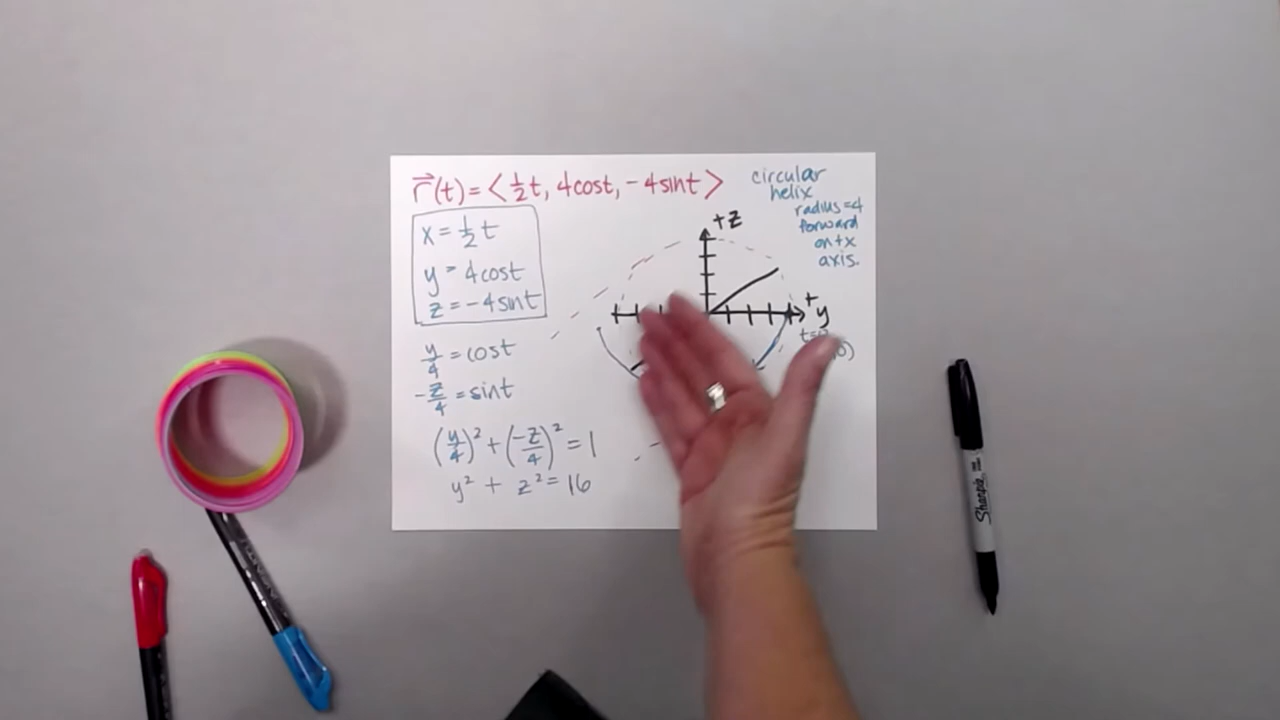 r⃗(t) = ⟨ ½t, 4cost, -4sint ⟩
x = ½t
y = 4cost
z = -4sint
y/4 = cost
-z/4 = sint
(y/4)² + (-z/4)² = 1
y² + z² = 16
circular
helix
radius=4
forward
on +x
axis.
+z
+y
Sharpie